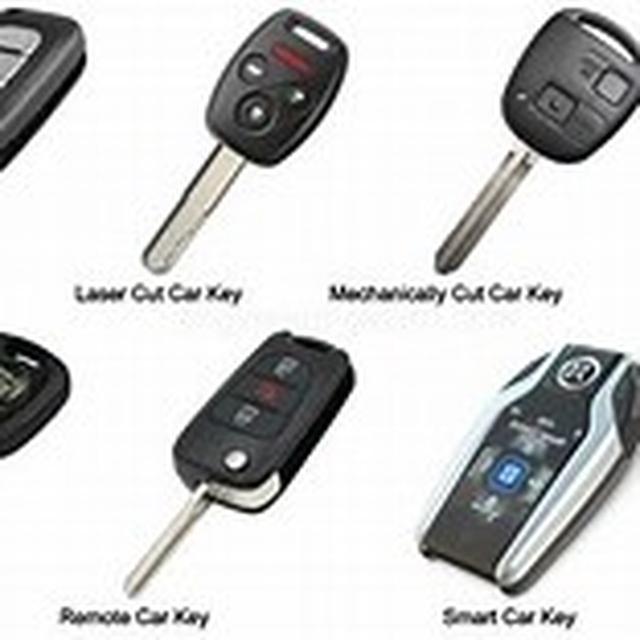 Laser Cut Car Key
Mechanically Cut Car Key
Remote Car Key
Smart Car Key